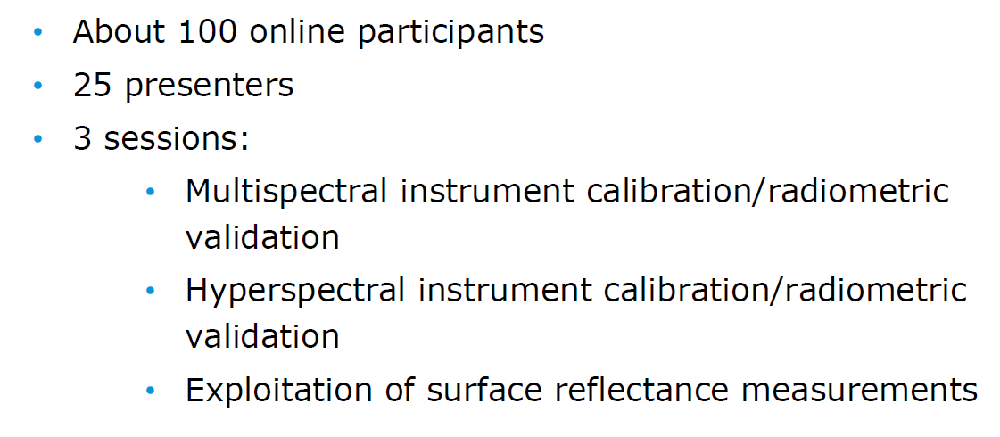 • About 100 online participants
• 25 presenters
• 3 sessions:
• Multispectral instrument calibration/radiometric
validation
• Hyperspectral instrument calibration/radiometric
validation
• Exploitation of surface reflectance measurements